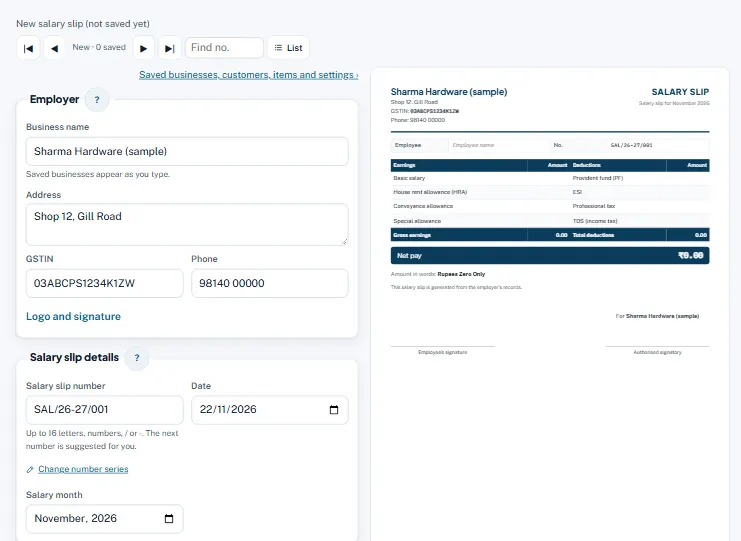 New salary slip (not saved yet)
New · 0 saved
Find no.
List
Saved businesses, customers, items and settings ›
Employer
?
Business name
Sharma Hardware (sample)
Saved businesses appear as you type.
Address
Shop 12, Gill Road
GSTIN
Phone
03ABCPS1234K1ZW
98140 00000
Logo and signature
Salary slip details
?
Salary slip number
Date
SAL/26-27/001
22/11/2026
Up to 16 letters, numbers, / or -. The next
number is suggested for you.
Change number series
Salary month
November, 2026
Sharma Hardware (sample)
SALARY SLIP
Shop 12, Gill Road
Salary slip for November 2026
GSTIN: 03ABCPS1234K1ZW
Phone: 98140 00000
Employee
Employee name
No.
SAL/26-27/001
Earnings Amount Deductions Amount
Basic salary Provident fund (PF)
House rent allowance (HRA) ESI
Conveyance allowance Professional tax
Special allowance TDS (income tax)
Gross earnings 0.00 Total deductions 0.00
Net pay ₹0.00
Amount in words: Rupees Zero Only
This salary slip is generated from the employer's records.
For Sharma Hardware (sample)
Employee's signature
Authorised signatory